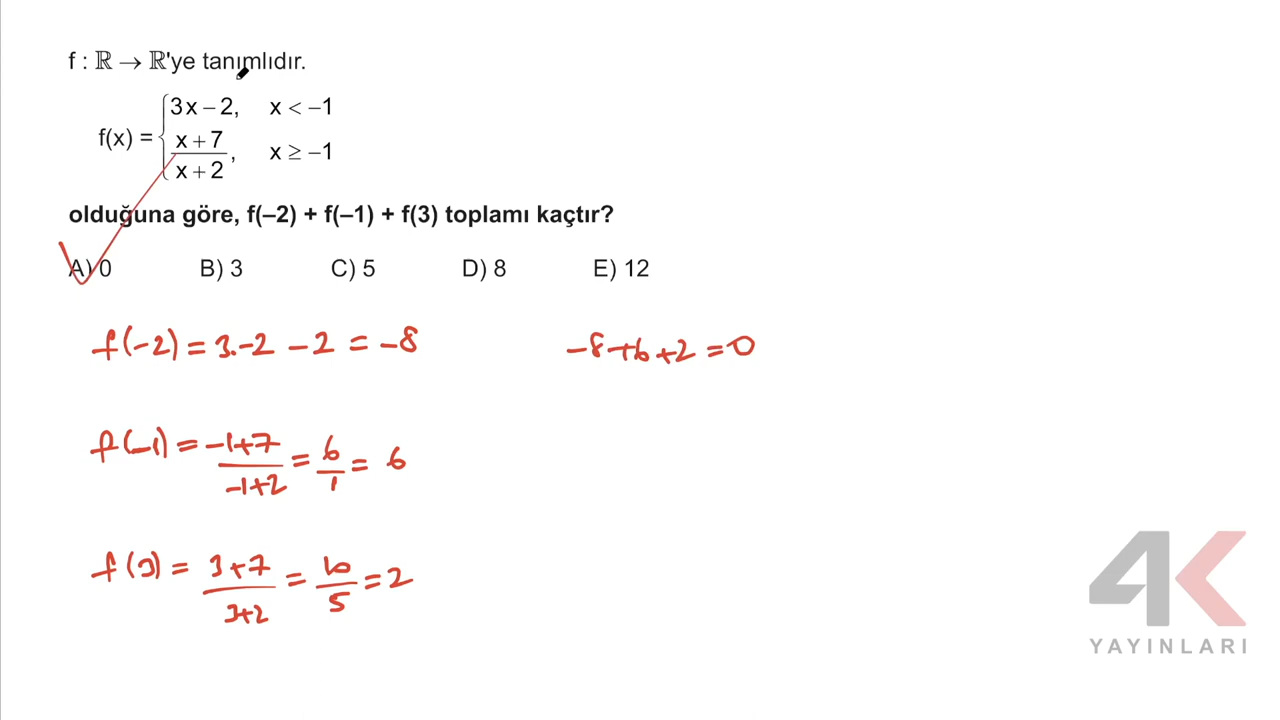 f : ℝ → ℝ'ye tanımlıdır.
f(x) = { 3x – 2, x < –1
x + 7 / x + 2 , x ≥ –1
olduğuna göre, f(–2) + f(–1) + f(3) toplamı kaçtır?
A) 0 B) 3 C) 5 D) 8 E) 12
f(-2) = 3.-2 -2 = -8
-8+6+2=0
f(-1) = -1+7 / -1+2 = 6/1 = 6
f(3) = 3+7 / 3+2 = 10/5 = 2
4K
YAYINLARI